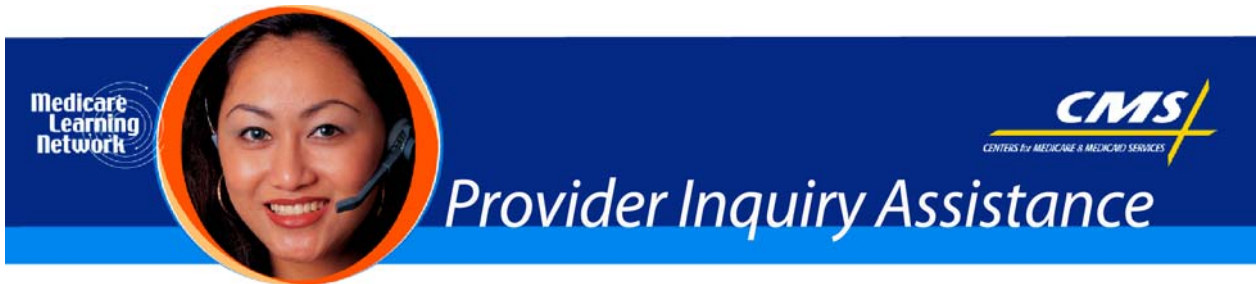 Medicare
Learning
Network
CMS
CENTERS for MEDICARE & MEDICAID SERVICES
Provider Inquiry Assistance